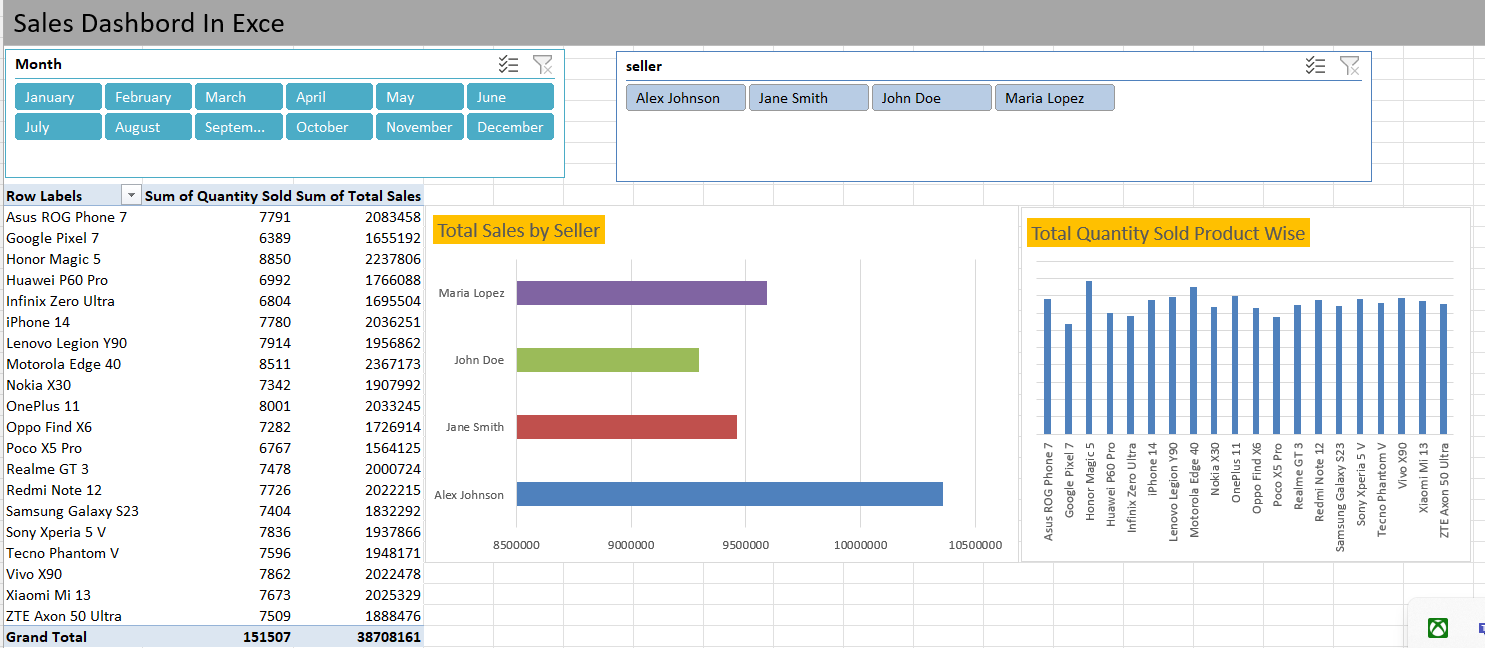 Sales Dashbord In Exce
Month
January February March April May June
July August Septem... October November December
seller
Alex Johnson Jane Smith John Doe Maria Lopez
Row Labels Sum of Quantity Sold Sum of Total Sales
Asus ROG Phone 7 7791 2083458
Google Pixel 7 6389 1655192
Honor Magic 5 8850 2237806
Huawei P60 Pro 6992 1766088
Infinix Zero Ultra 6804 1695504
iPhone 14 7780 2036251
Lenovo Legion Y90 7914 1956862
Motorola Edge 40 8511 2367173
Nokia X30 7342 1907992
OnePlus 11 8001 2033245
Oppo Find X6 7282 1726914
Poco X5 Pro 6767 1564125
Realme GT 3 7478 2000724
Redmi Note 12 7726 2022215
Samsung Galaxy S23 7404 1832292
Sony Xperia 5 V 7836 1937866
Tecno Phantom V 7596 1948171
Vivo X90 7862 2022478
Xiaomi Mi 13 7673 2025329
ZTE Axon 50 Ultra 7509 1888476
Grand Total 151507 38708161
Total Sales by Seller
Maria Lopez
John Doe
Jane Smith
Alex Johnson
8500000 9000000 9500000 10000000 10500000
Total Quantity Sold Product Wise
Asus ROG Phone 7
Google Pixel 7
Honor Magic 5
Huawei P60 Pro
Infinix Zero Ultra
iPhone 14
Lenovo Legion Y90
Motorola Edge 40
Nokia X30
OnePlus 11
Oppo Find X6
Poco X5 Pro
Realme GT 3
Redmi Note 12
Samsung Galaxy S23
Sony Xperia 5 V
Tecno Phantom V
Vivo X90
Xiaomi Mi 13
ZTE Axon 50 Ultra